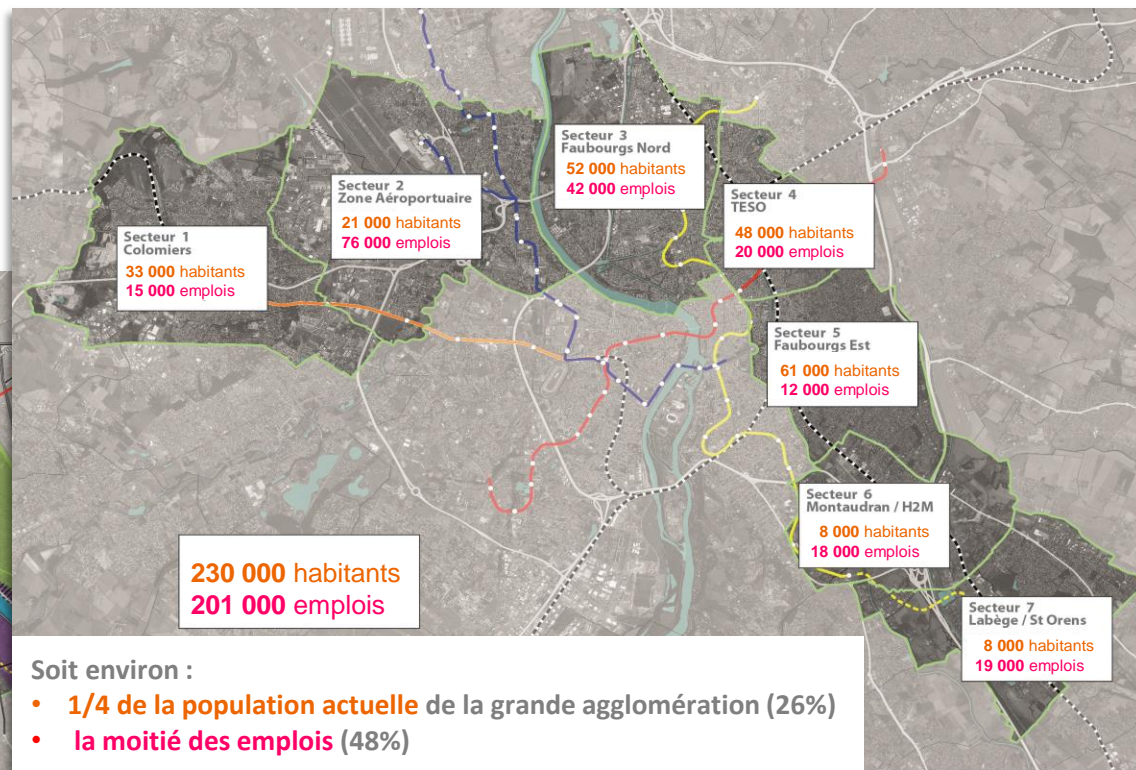 Secteur 1
Colomiers
33 000 habitants
15 000 emplois
Secteur 2
Zone Aéroportuaire
21 000 habitants
76 000 emplois
Secteur 3
Faubourgs Nord
52 000 habitants
42 000 emplois
Secteur 4
TESO
48 000 habitants
20 000 emplois
Secteur 5
Faubourgs Est
61 000 habitants
12 000 emplois
Secteur 6
Montaudran / H2M
8 000 habitants
18 000 emplois
Secteur 7
Labège / St Orens
8 000 habitants
19 000 emplois
230 000 habitants
201 000 emplois
Soit environ :
• 1/4 de la population actuelle de la grande agglomération (26%)
• la moitié des emplois (48%)